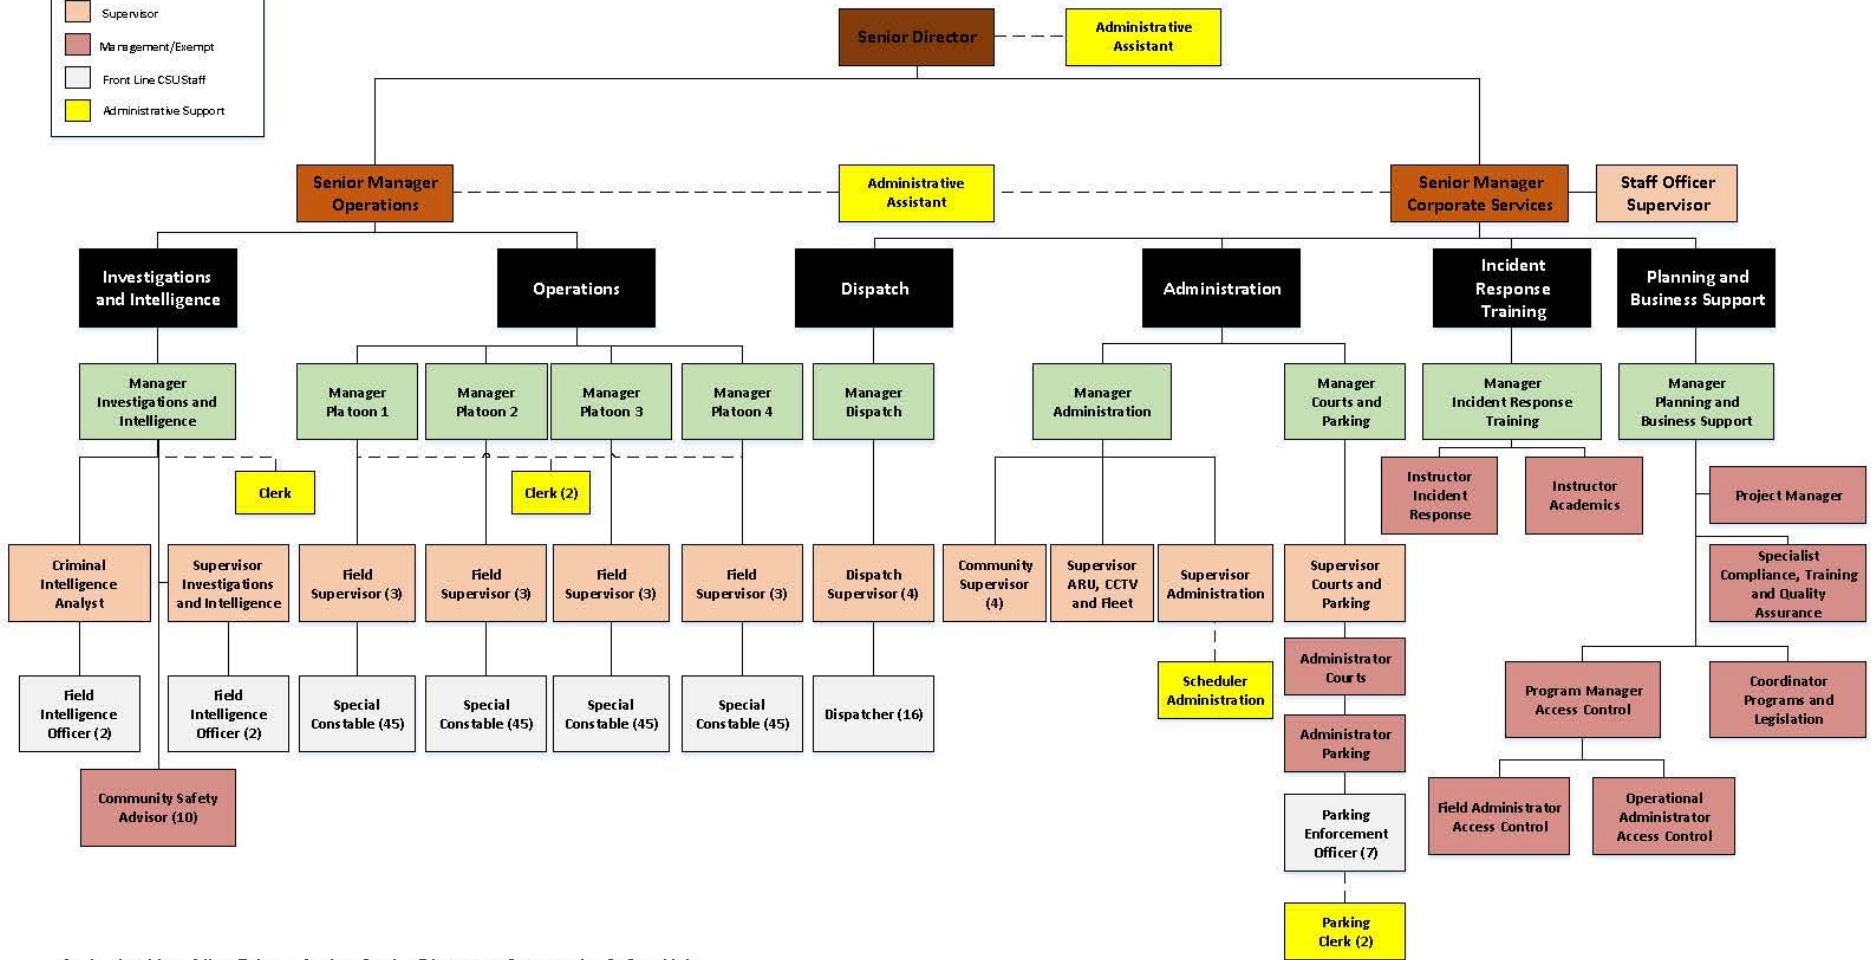 Supervisor
Management/Exempt
Front Line CSU Staff
Administrative Support
Senior Director
Administrative
Assistant
Senior Manager
Operations
Administrative
Assistant
Senior Manager
Corporate Services
Staff Officer
Supervisor
Investigations
and Intelligence
Operations
Dispatch
Administration
Incident
Response
Training
Planning and
Business Support
Manager
Investigations and
Intelligence
Manager
Platoon 1
Manager
Platoon 2
Manager
Platoon 3
Manager
Platoon 4
Manager
Dispatch
Manager
Administration
Manager
Courts and
Parking
Manager
Incident Response
Training
Manager
Planning and
Business Support
Clerk
Clerk (2)
Instructor
Incident
Response
Instructor
Academics
Project Manager
Criminal
Intelligence
Analyst
Supervisor
Investigations
and Intelligence
Field
Supervisor (3)
Field
Supervisor (3)
Field
Supervisor (3)
Field
Supervisor (3)
Dispatch
Supervisor (4)
Community
Supervisor
(4)
Supervisor
ARU, CCTV
and Fleet
Supervisor
Administration
Supervisor
Courts and
Parking
Specialist
Compliance, Training
and Quality
Assurance
Field
Intelligence
Officer (2)
Field
Intelligence
Officer (2)
Special
Constable (45)
Special
Constable (45)
Special
Constable (45)
Special
Constable (45)
Dispatcher (16)
Scheduler
Administration
Administrator
Courts
Administrator
Parking
Program Manager
Access Control
Coordinator
Programs and
Legislation
Community Safety
Advisor (10)
Parking
Enforcement
Officer (7)
Field Administrator
Access Control
Operational
Administrator
Access Control
Parking
Clerk (2)